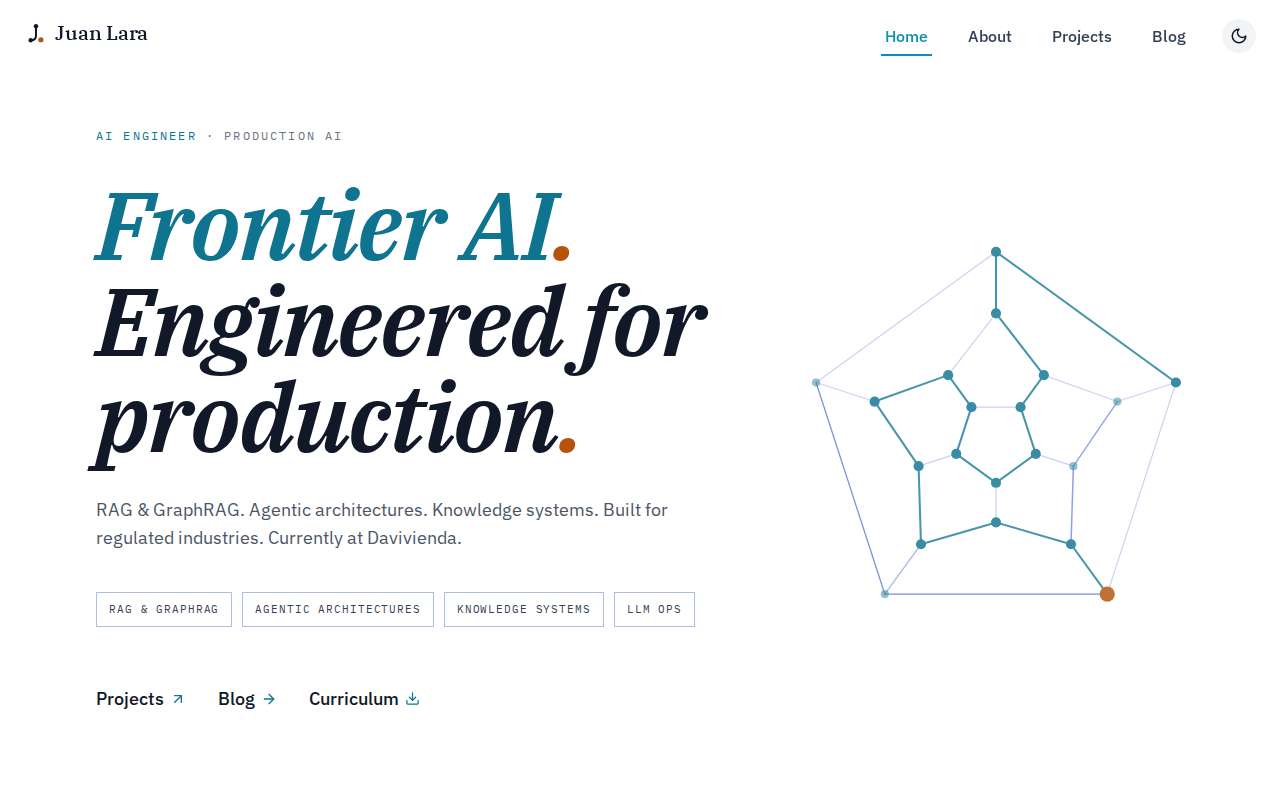 Juan Lara
Home
About
Projects
Blog
AI ENGINEER · PRODUCTION AI
Frontier AI.
Engineered for
production.
RAG & GraphRAG. Agentic architectures. Knowledge systems. Built for
regulated industries. Currently at Davivienda.
RAG & GRAPHRAG
AGENTIC ARCHITECTURES
KNOWLEDGE SYSTEMS
LLM OPS
Projects
Blog
Curriculum